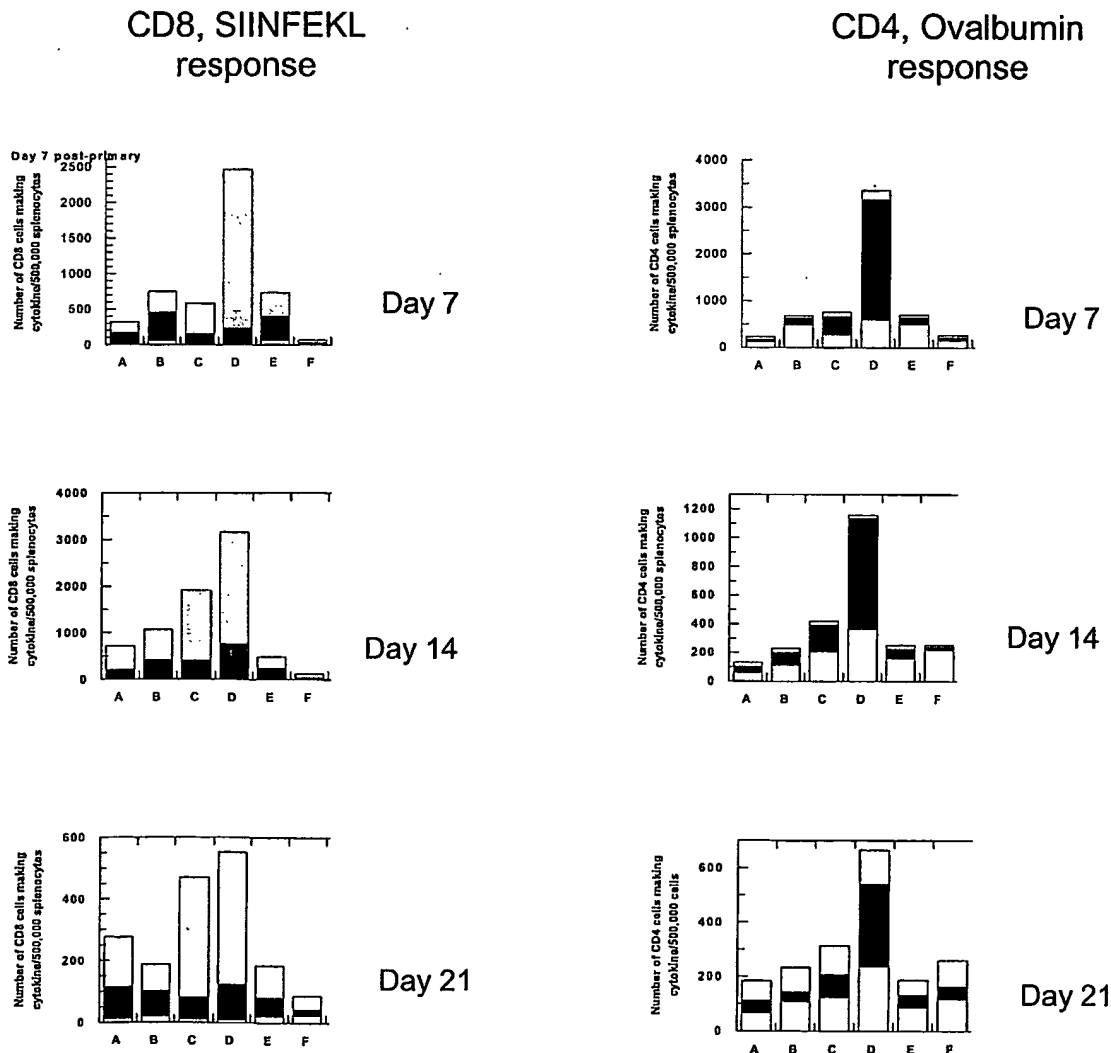 CD8, SIINFEKL
response
CD4, Ovalbumin
response
Day 7 post-primary
Number of CD8 cells making
cytokine/500,000 splenocytes
2500
2000
1500
1000
500
0
A B C D E F
Day 7
Number of CD4 cells making
cytokine/500,000 splenocytes
4000
3000
2000
1000
0
A B C D E F
Day 7
Number of CD8 cells making
cytokine/500,000 splenocytes
4000
3000
2000
1000
0
A B C D E F
Day 14
Number of CD4 cells making
cytokine/500,000 splenocytes
1200
1000
800
600
400
200
0
A B C D E F
Day 14
Number of CD8 cells making
cytokine/500,000 splenocytes
600
400
200
0
A B C D E F
Day 21
Number of CD4 cells making
cytokine/500,000 cells
600
400
200
0
A B C D E F
Day 21